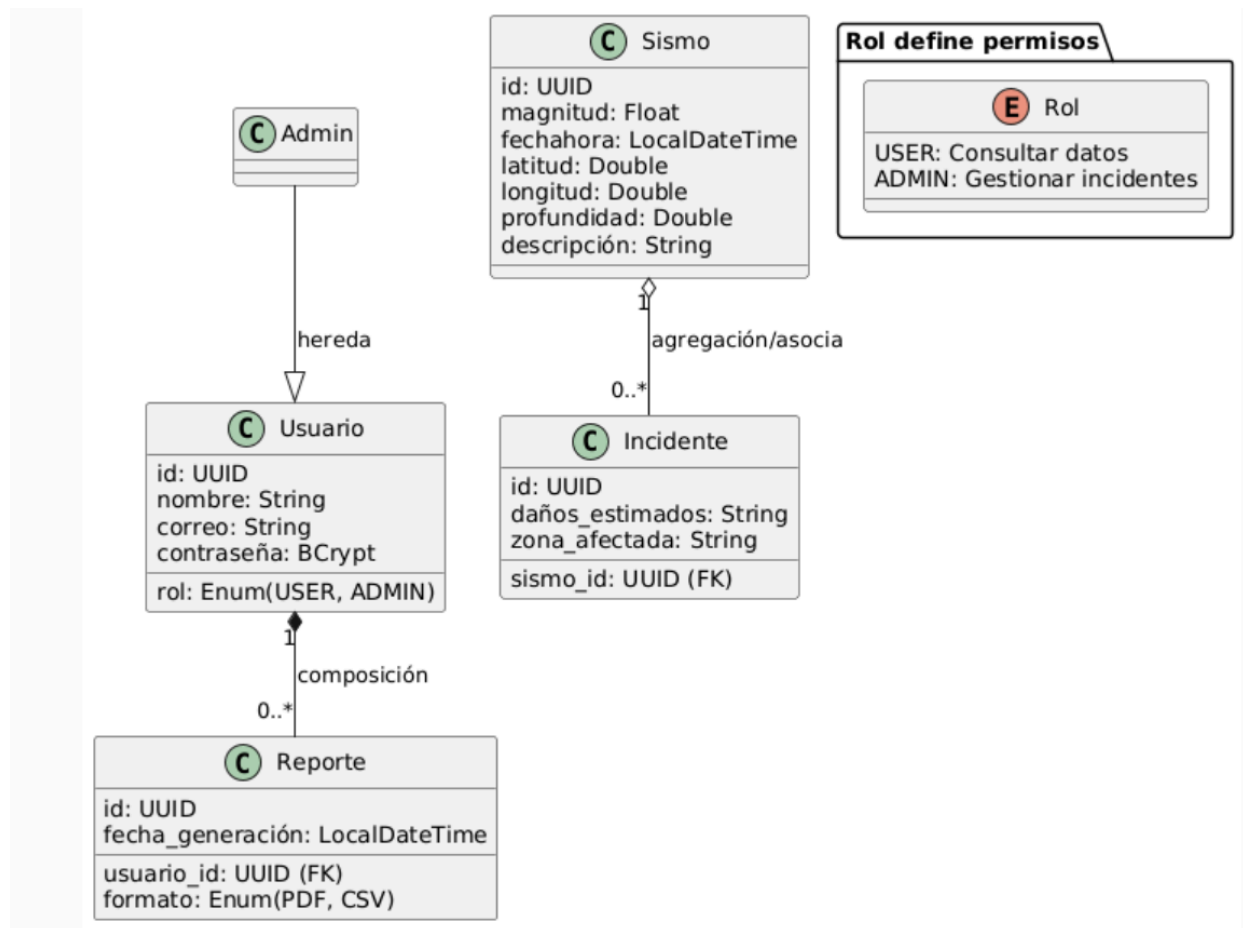 C Admin
hereda
C Usuario
id: UUID
nombre: String
correo: String
contraseña: BCrypt
rol: Enum(USER, ADMIN)
1
composición
0..*
C Reporte
id: UUID
fecha_generación: LocalDateTime
usuario_id: UUID (FK)
formato: Enum(PDF, CSV)
C Sismo
id: UUID
magnitud: Float
fechahora: LocalDateTime
latitud: Double
longitud: Double
profundidad: Double
descripción: String
1
agregación/asocia
0..*
C Incidente
id: UUID
daños_estimados: String
zona_afectada: String
sismo_id: UUID (FK)
Rol define permisos
E Rol
USER: Consultar datos
ADMIN: Gestionar incidentes